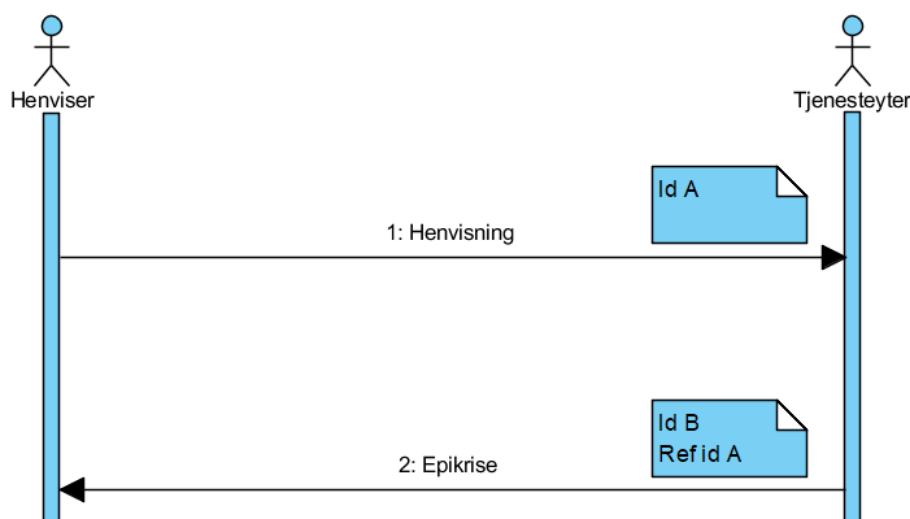 Henviser
Tjenesteyter
Id A
1: Henvisning
Id B
Ref id A
2: Epikrise